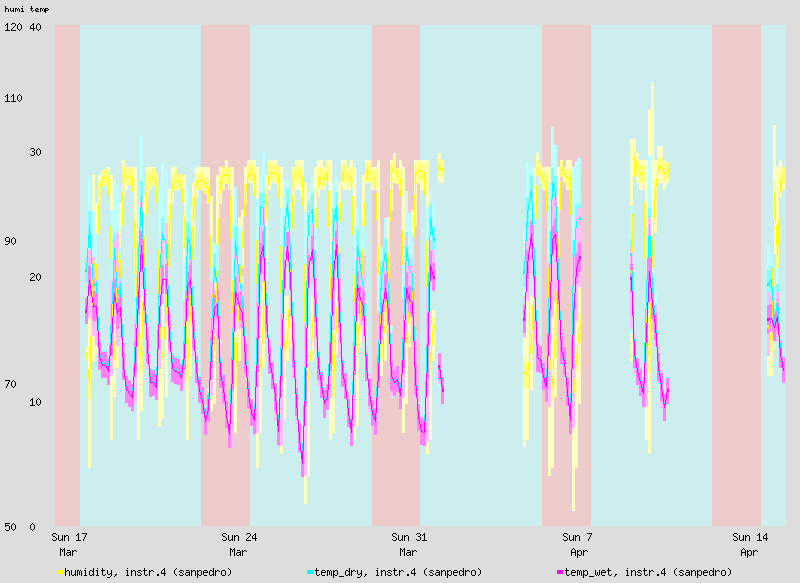 humi temp
120 40
110
30
90
20
70
10
50 0
Sun 17 Sun 24 Sun 31 Sun 7 Sun 14
Mar Mar Mar Apr Apr
humidity, instr.4 (sanpedro) temp_dry, instr.4 (sanpedro) temp_wet, instr.4 (sanpedro)